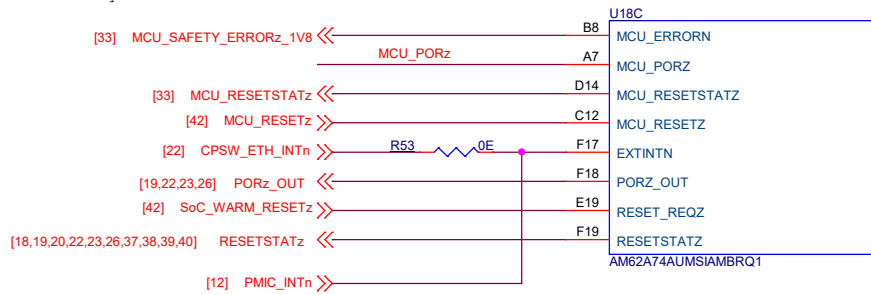 U18C
[33] MCU_SAFETY_ERRORz_1V8 B8 MCU_ERRORN
MCU_PORz A7 MCU_PORZ
[33] MCU_RESETSTATz D14 MCU_RESETSTATZ
[42] MCU_RESETz C12 MCU_RESETZ
[22] CPSW_ETH_INTn R53 0E F17 EXTINTN
[19,22,23,26] PORz_OUT F18 PORZ_OUT
[42] SoC_WARM_RESETz E19 RESET_REQZ
[18,19,20,22,23,26,37,38,39,40] RESETSTATz F19 RESETSTATZ
AM62A74AUMSIAMBRQ1
[12] PMIC_INTn